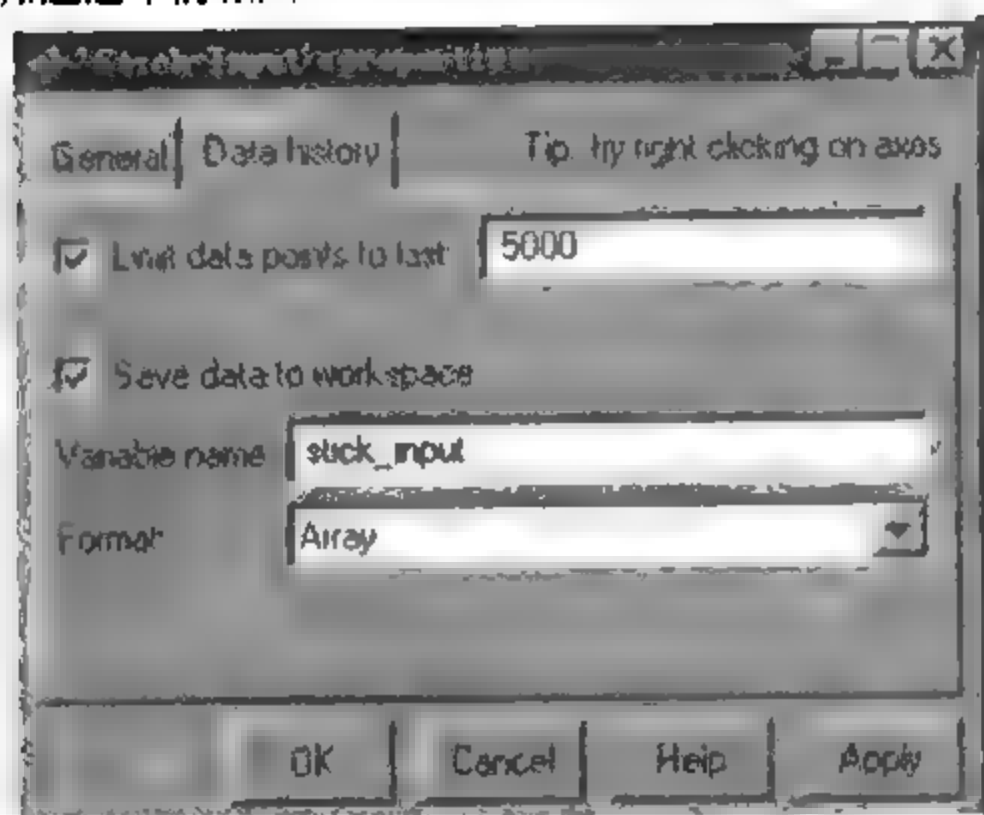 General Data history Tip: try right clicking on axes
Limit data points to last: 5000
Save data to workspace
Variable name: stick_input
Format: Array
OK Cancel Help Apply